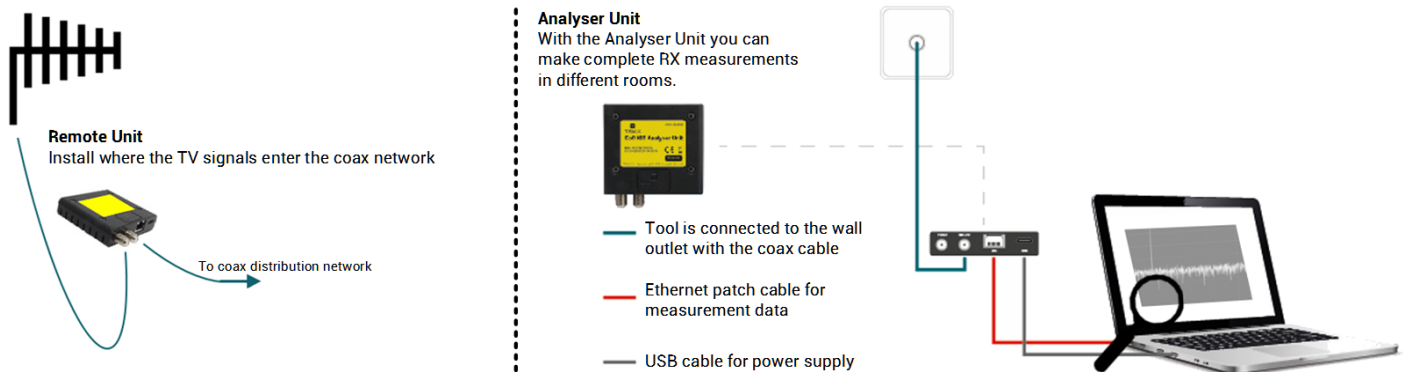 Remote Unit
Install where the TV signals enter the coax network
To coax distribution network
Analyser Unit
With the Analyser Unit you can
make complete RX measurements
in different rooms.
Analyser Unit
Tool is connected to the wall
outlet with the coax cable
Ethernet patch cable for
measurement data
USB cable for power supply